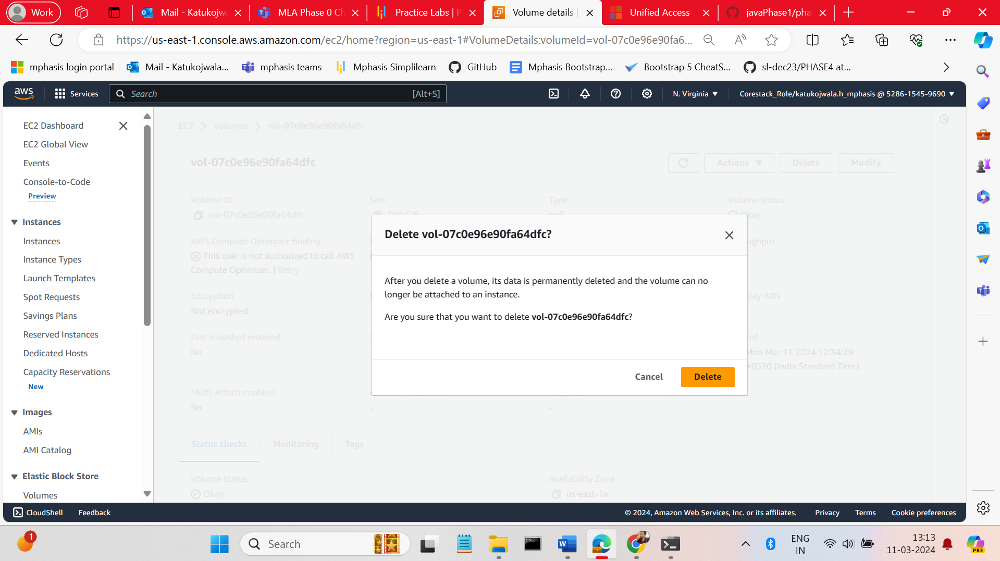 Work
Mail - Katukojwa
MLA Phase 0 Ch
Practice Labs | P
Volume details |
Unified Access
javaPhase1/pha
https://us-east-1.console.aws.amazon.com/ec2/home?region=us-east-1#VolumeDetails:volumeId=vol-07c0e96e90fa6...
mphasis login portal
Mail - Katukojwala...
mphasis teams
Mphasis Simplilearn
GitHub
Mphasis Bootstrap...
Bootstrap 5 CheatS...
sl-dec23/PHASE4 at...
aws
Services
Search
[Alt+S]
N. Virginia
Corestack_Role/katukojwala.h_mphasis @ 5286-1545-9690
EC2 Dashboard
EC2 Global View
Events
Console-to-Code
Preview
Instances
Instances
Instance Types
Launch Templates
Spot Requests
Savings Plans
Reserved Instances
Dedicated Hosts
Capacity Reservations
New
Images
AMIs
AMI Catalog
Elastic Block Store
Volumes
EC2
Volumes
vol-07c0e96e90fa64dfc
vol-07c0e96e90fa64dfc
Actions
Delete
Modify
Volume ID
vol-07c0e96e90fa64dfc
Size
100 GiB
Type
gp3
Volume status
Okay
AWS Compute Optimizer finding
This user is not authorized to call AWS
Compute Optimizer. | Retry
Encryption
Not encrypted
key ARN
Fast snapshot restored
No
Mon Mar 11 2024 12:34:29
+0530 (India Standard Time)
Multi-Attach enabled
No
-
-
Delete vol-07c0e96e90fa64dfc?
After you delete a volume, its data is permanently deleted and the volume can no
longer be attached to an instance.
Are you sure that you want to delete vol-07c0e96e90fa64dfc?
Cancel
Delete
Status checks
Monitoring
Tags
Volume status
Okay
Availability Zone
us-east-1a
CloudShell
Feedback
© 2024, Amazon Web Services, Inc. or its affiliates.
Privacy
Terms
Cookie preferences
1
Search
ENG
IN
13:13
11-03-2024
PRE